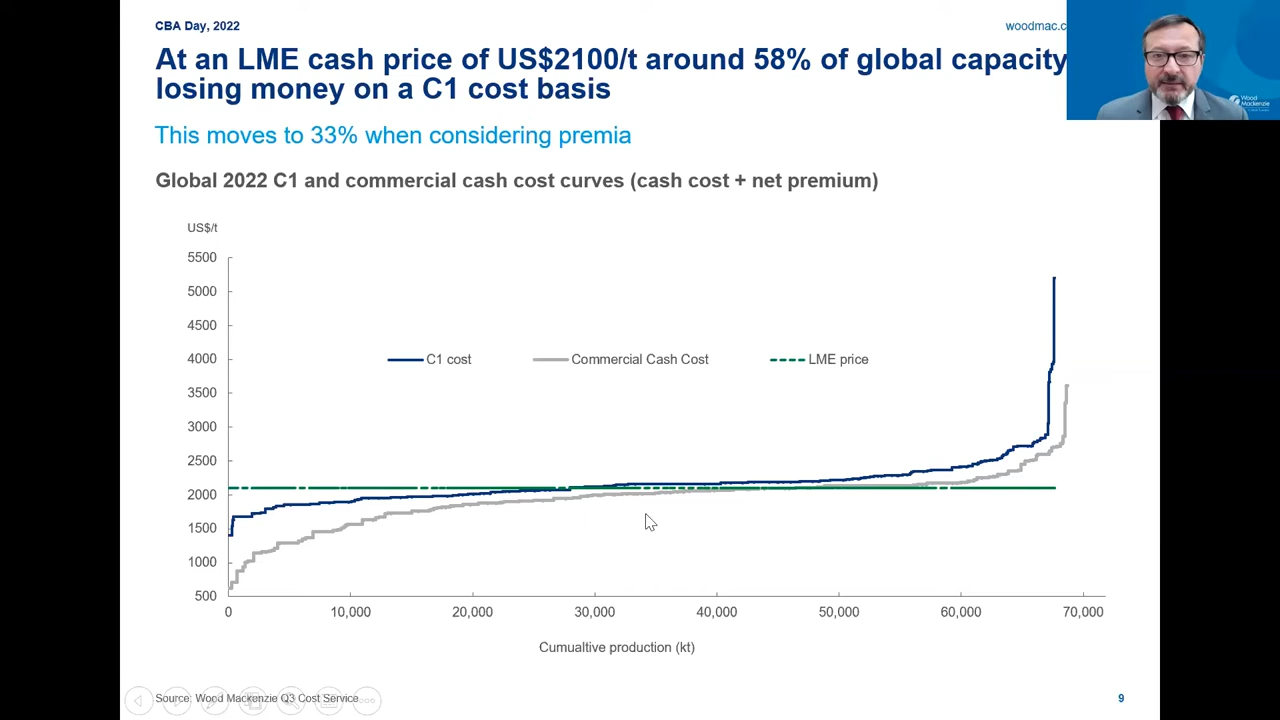 CBA Day, 2022
woodmac.c
At an LME cash price of US$2100/t around 58% of global capacity
losing money on a C1 cost basis
This moves to 33% when considering premia
Global 2022 C1 and commercial cash cost curves (cash cost + net premium)
US$/t
5500
5000
4500
4000
3500
3000
2500
2000
1500
1000
500
C1 cost
Commercial Cash Cost
LME price
0
10,000
20,000
30,000
40,000
50,000
60,000
70,000
Cumualtive production (kt)
Source: Wood Mackenzie Q3 Cost Service
9
Wood
Mackenzie